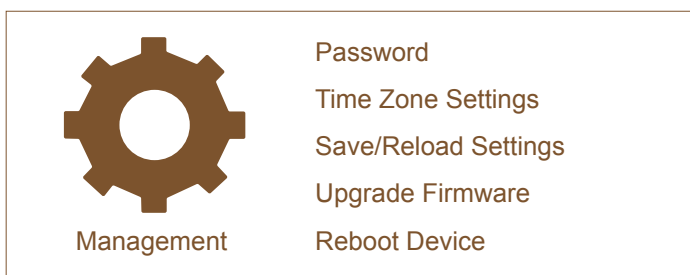 Password
Time Zone Settings
Save/Reload Settings
Upgrade Firmware
Management
Reboot Device